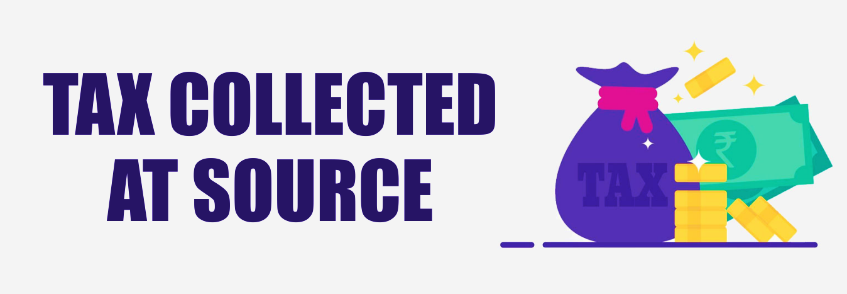 TAX COLLECTED
AT SOURCE
TAX
₹